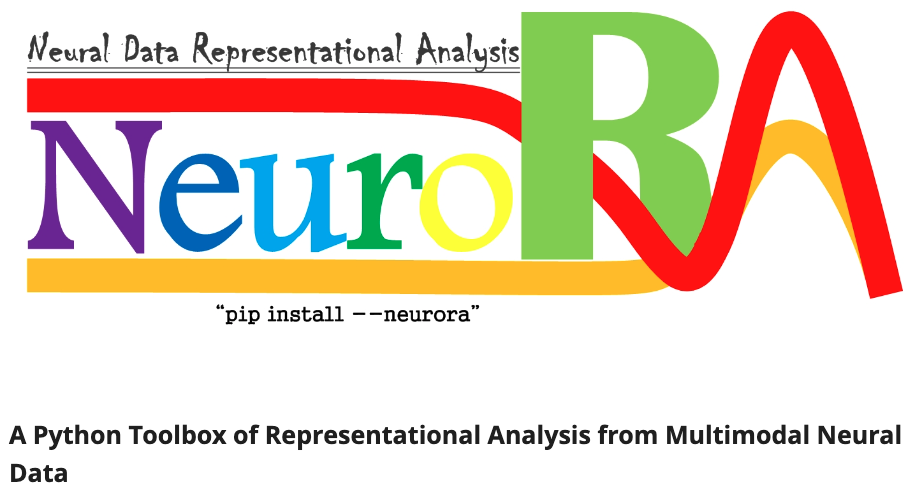 Neural Data Representational Analysis
NeuroRA
“pip install --neurora”
A Python Toolbox of Representational Analysis from Multimodal Neural
Data